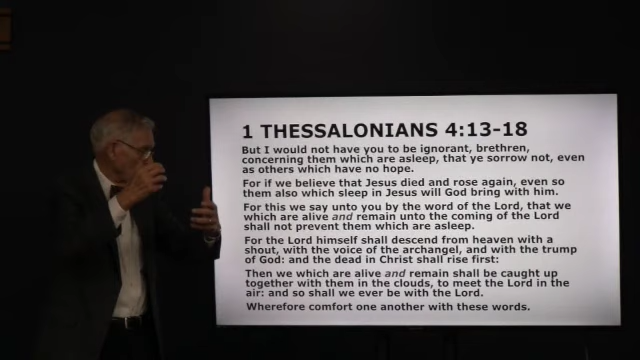 1 THESSALONIANS 4:13-18
But I would not have you to be ignorant, brethren,
concerning them which are asleep, that ye sorrow not, even
as others which have no hope.
For if we believe that Jesus died and rose again, even so
them also which sleep in Jesus will God bring with him.
For this we say unto you by the word of the Lord, that we
which are alive and remain unto the coming of the Lord
shall not prevent them which are asleep.
For the Lord himself shall descend from heaven with a
shout, with the voice of the archangel, and with the trump
of God: and the dead in Christ shall rise first:
Then we which are alive and remain shall be caught up
together with them in the clouds, to meet the Lord in the
air: and so shall we ever be with the Lord.
Wherefore comfort one another with these words.